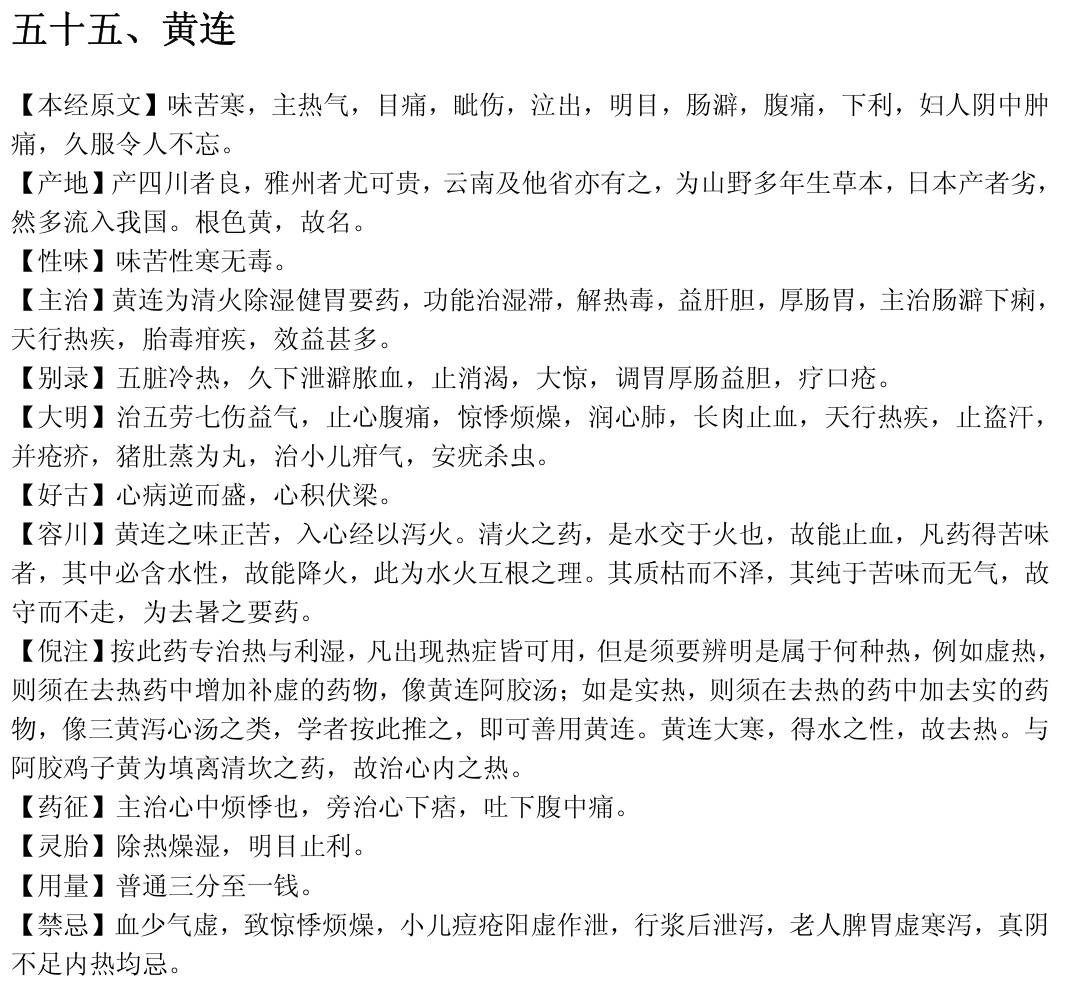 五十五、黄连
【本经原文】味苦寒，主热气，目痛，眦伤，泣出，明目，肠澼，腹痛，下利，妇人阴中肿
痛，久服令人不忘。
【产地】产四川者良，雅州者尤可贵，云南及他省亦有之，为山野多年生草本，日本产者劣，
然多流入我国。根色黄，故名。
【性味】味苦性寒无毒。
【主治】黄连为清火除湿健胃要药，功能治湿滞，解热毒，益肝胆，厚肠胃，主治肠澼下痢，
天行热疾，胎毒疳疾，效益甚多。
【别录】五脏冷热，久下泄澼脓血，止消渴，大惊，调胃厚肠益胆，疗口疮。
【大明】治五劳七伤益气，止心腹痛，惊悸烦燥，润心肺，长肉止血，天行热疾，止盗汗，
并疮疥，猪肚蒸为丸，治小儿疳气，安疣杀虫。
【好古】心病逆而盛，心积伏梁。
【容川】黄连之味正苦，入心经以泻火。清火之药，是水交于火也，故能止血，凡药得苦味
者，其中必含水性，故能降火，此为水火互根之理。其质枯而不泽，其纯于苦味而无气，故
守而不走，为去暑之要药。
【倪注】按此药专治热与利湿，凡出现热症皆可用，但是须要辨明是属于何种热，例如虚热，
则须在去热药中增加补虚的药物，像黄连阿胶汤；如是实热，则须在去热的药中加去实的药
物，像三黄泻心汤之类，学者按此推之，即可善用黄连。黄连大寒，得水之性，故去热。与
阿胶鸡子黄为填离清坎之药，故治心内之热。
【药征】主治心中烦悸也，旁治心下痞，吐下腹中痛。
【灵胎】除热燥湿，明目止利。
【用量】普通三分至一钱。
【禁忌】血少气虚，致惊悸烦燥，小儿痘疮阳虚作泄，行浆后泄泻，老人脾胃虚寒泻，真阴
不足内热均忌。